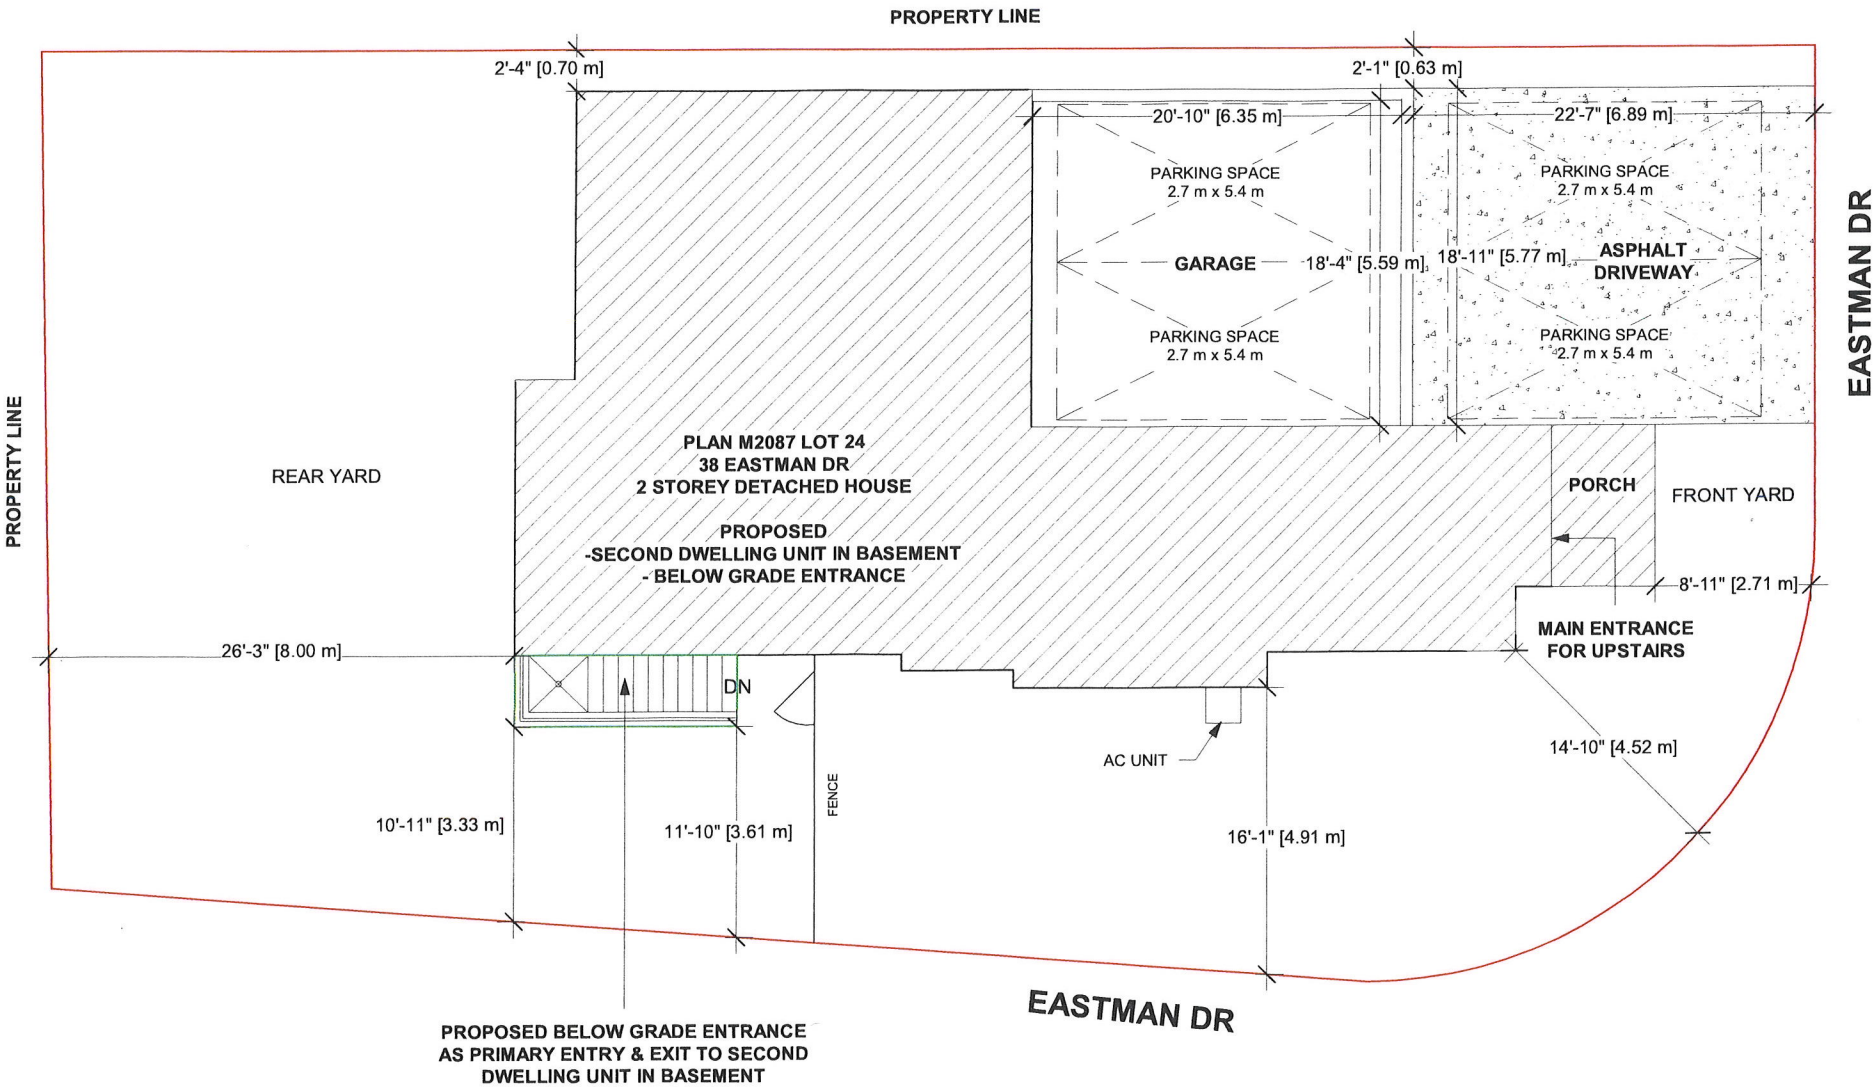 PROPERTY LINE
2'-4" [0.70 m]
2'-1" [0.63 m]
20'-10" [6.35 m]
22'-7" [6.89 m]
PARKING SPACE
2.7 m x 5.4 m
PARKING SPACE
2.7 m x 5.4 m
GARAGE
18'-4" [5.59 m]
18'-11" [5.77 m]
ASPHALT
DRIVEWAY
PARKING SPACE
2.7 m x 5.4 m
PARKING SPACE
2.7 m x 5.4 m
EASTMAN DR
PROPERTY LINE
REAR YARD
PLAN M2087 LOT 24
38 EASTMAN DR
2 STOREY DETACHED HOUSE
PROPOSED
-SECOND DWELLING UNIT IN BASEMENT
- BELOW GRADE ENTRANCE
PORCH
FRONT YARD
8'-11" [2.71 m]
MAIN ENTRANCE
FOR UPSTAIRS
26'-3" [8.00 m]
DN
AC UNIT
14'-10" [4.52 m]
FENCE
10'-11" [3.33 m]
11'-10" [3.61 m]
16'-1" [4.91 m]
EASTMAN DR
PROPOSED BELOW GRADE ENTRANCE
AS PRIMARY ENTRY & EXIT TO SECOND
DWELLING UNIT IN BASEMENT